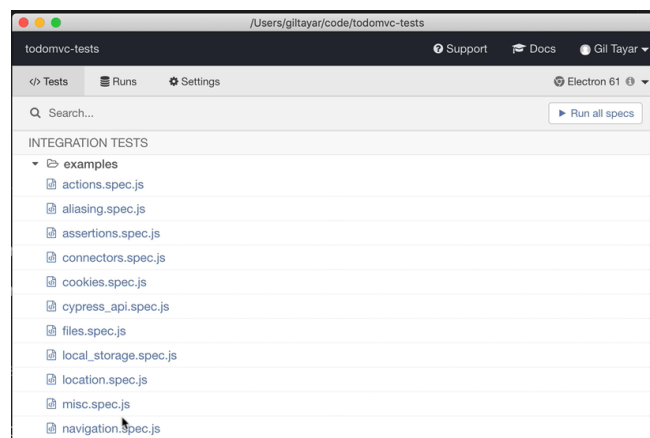 /Users/giltayar/code/todomvc-tests
todomvc-tests Support Docs Gil Tayar
</> Tests Runs Settings Electron 61
Search... Run all specs
INTEGRATION TESTS
examples
actions.spec.js
aliasing.spec.js
assertions.spec.js
connectors.spec.js
cookies.spec.js
cypress_api.spec.js
files.spec.js
local_storage.spec.js
location.spec.js
misc.spec.js
navigation.spec.js